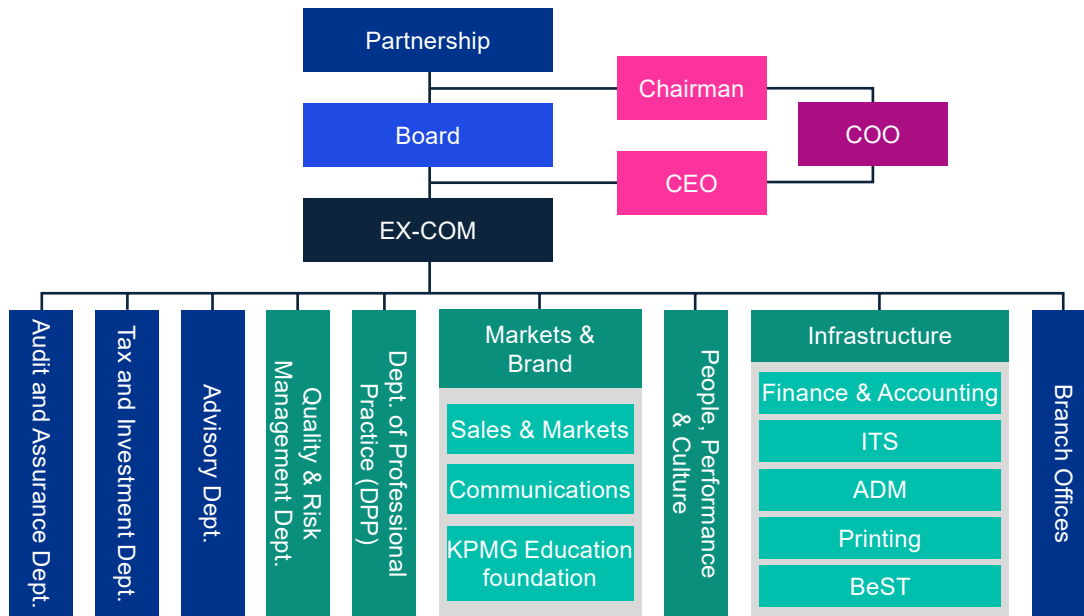 Partnership
Chairman
Board
COO
CEO
EX-COM
Audit and Assurance Dept.
Tax and Investment Dept.
Advisory Dept.
Quality & Risk
Management Dept.
Dept. of Professional
Practice (DPP)
Markets &
Brand
Sales & Markets
Communications
KPMG Education
foundation
People, Performance
& Culture
Infrastructure
Finance & Accounting
ITS
ADM
Printing
BeST
Branch Offices